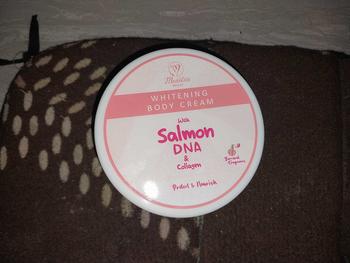 WHITENING
BODY CREAM
With
Salmon
DNA
&
Collagen
Protect & Nourish